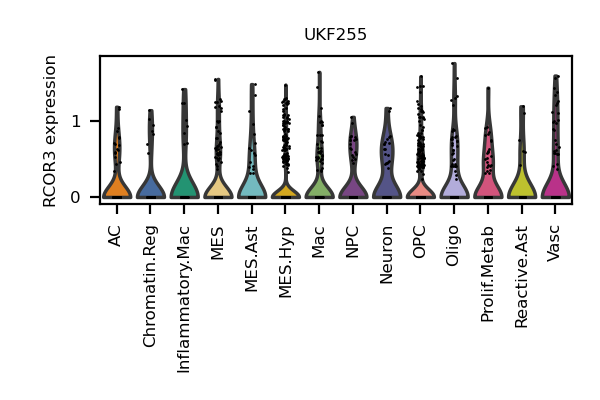 UKF255
RCOR3 expression
1
0
AC
Chromatin.Reg
Inflammatory.Mac
MES
MES.Ast
MES.Hyp
Mac
NPC
Neuron
OPC
Oligo
Prolif.Metab
Reactive.Ast
Vasc